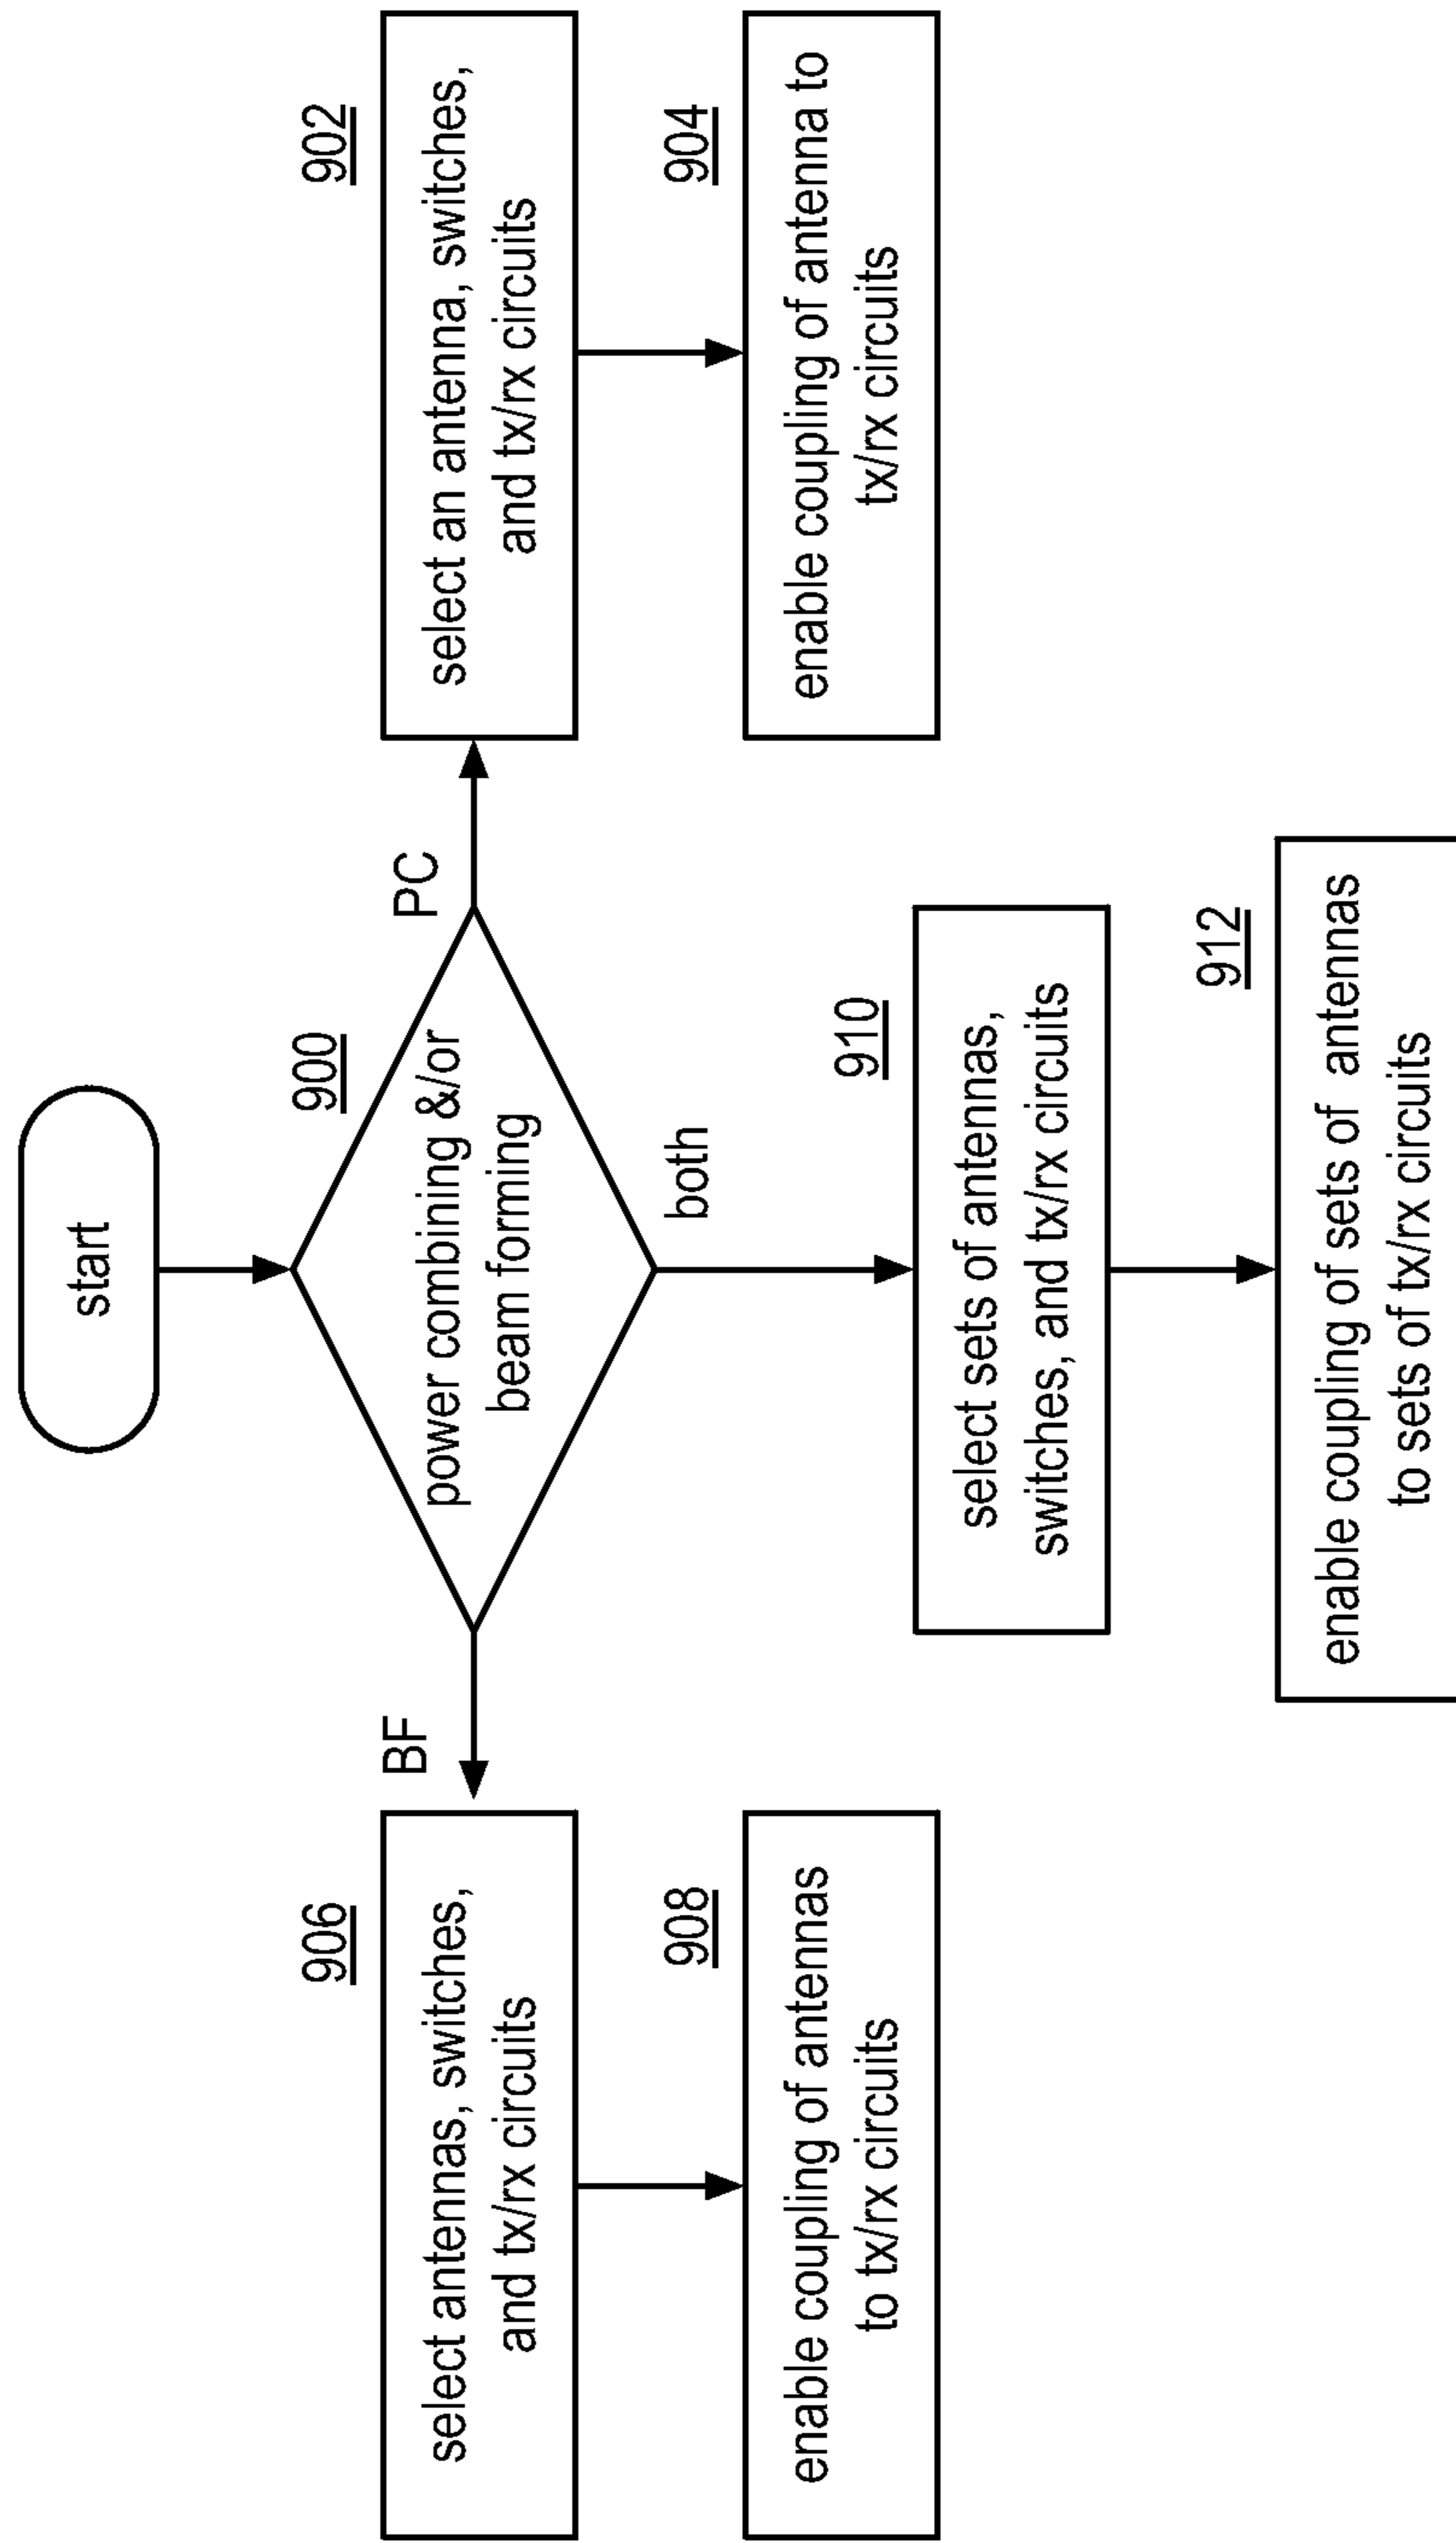 start
900
power combining &/or
beam forming
BF
PC
both
906
select antennas, switches,
and tx/rx circuits
908
enable coupling of antennas
to tx/rx circuits
902
select an antenna, switches,
and tx/rx circuits
904
enable coupling of antenna to
tx/rx circuits
910
select sets of antennas,
switches, and tx/rx circuits
912
enable coupling of sets of antennas
to sets of tx/rx circuits